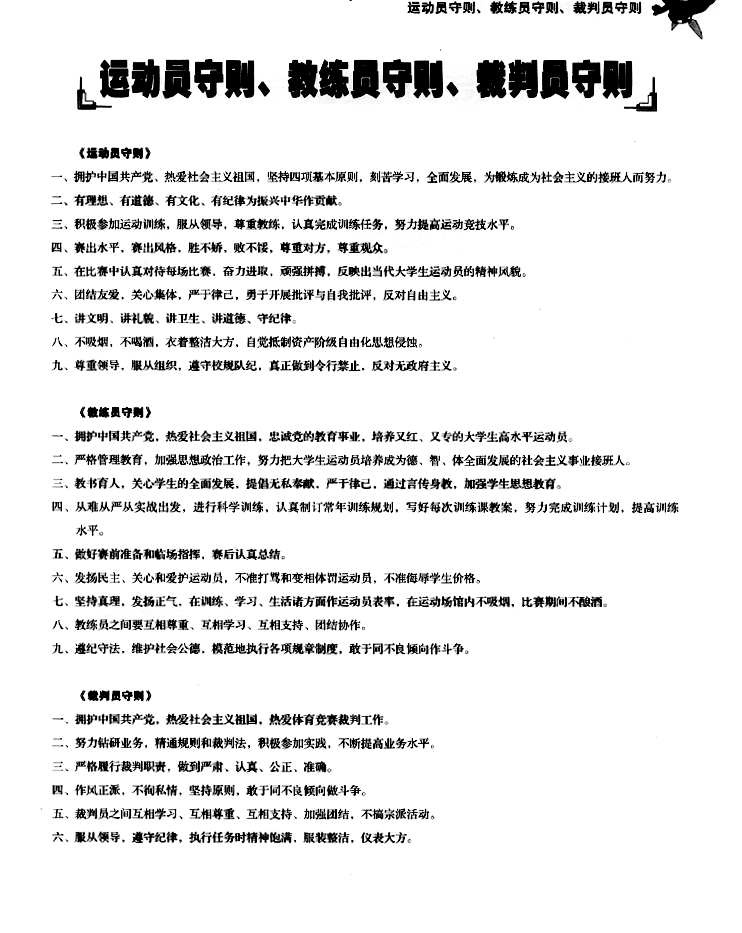 运动员守则、教练员守则、裁判员守则
运动员守则、教练员守则、裁判员守则
《运动员守则》
一、拥护中国共产党、热爱社会主义祖国，坚持四项基本原则，刻苦学习，全面发展，为锻炼成为社会主义的接班人而努力。
二、有理想、有道德、有文化、有纪律为振兴中华作贡献。
三、积极参加运动训练，服从领导，尊重教练，认真完成训练任务，努力提高运动竞技水平。
四、赛出水平，赛出风格，胜不娇，败不馁，尊重对方，尊重观众。
五、在比赛中认真对待每场比赛，奋力进取，顽强拼搏，反映出当代大学生运动员的精神风貌。
六、团结友爱，关心集体，严于律己，勇于开展批评与自我批评，反对自由主义。
七、讲文明、讲礼貌、讲卫生、讲道德、守纪律。
八、不吸烟，不喝酒，衣着整洁大方，自觉抵制资产阶级自由化思想侵蚀。
九、尊重领导，服从组织，遵守校规队纪，真正做到令行禁止，反对无政府主义。
《教练员守则》
一、拥护中国共产党，热爱社会主义祖国，忠诚党的教育事业，培养又红、又专的大学生高水平运动员。
二、严格管理教育，加强思想政治工作，努力把大学生运动员培养成为德、智、体全面发展的社会主义事业接班人。
三、教书育人，关心学生的全面发展，提倡无私奉献，严于律己，通过言传身教，加强学生思想教育。
四、从难从严从实战出发，进行科学训练，认真制订常年训练规划，写好每次训练课教案，努力完成训练计划，提高训练
水平。
五、做好赛前准备和临场指挥，赛后认真总结。
六、发扬民主、关心和爱护运动员，不准打骂和变相体罚运动员，不准侮辱学生价格。
七、坚持真理，发扬正气，在训练、学习、生活诸方面作运动员表率，在运动场馆内不吸烟，比赛期间不酗酒。
八、教练员之间要互相尊重、互相学习、互相支持、团结协作。
九、遵纪守法，维护社会公德，模范地执行各项规章制度，敢于同不良倾向作斗争。
《裁判员守则》
一、拥护中国共产党，热爱社会主义祖国，热爱体育竞赛裁判工作。
二、努力钻研业务，精通规则和裁判法，积极参加实践，不断提高业务水平。
三、严格履行裁判职责，做到严肃、认真、公正、准确。
四、作风正派，不徇私情，坚持原则，敢于同不良倾向做斗争。
五、裁判员之间互相学习、互相尊重、互相支持、加强团结，不搞宗派活动。
六、服从领导，遵守纪律，执行任务时精神饱满，服装整洁，仪表大方。